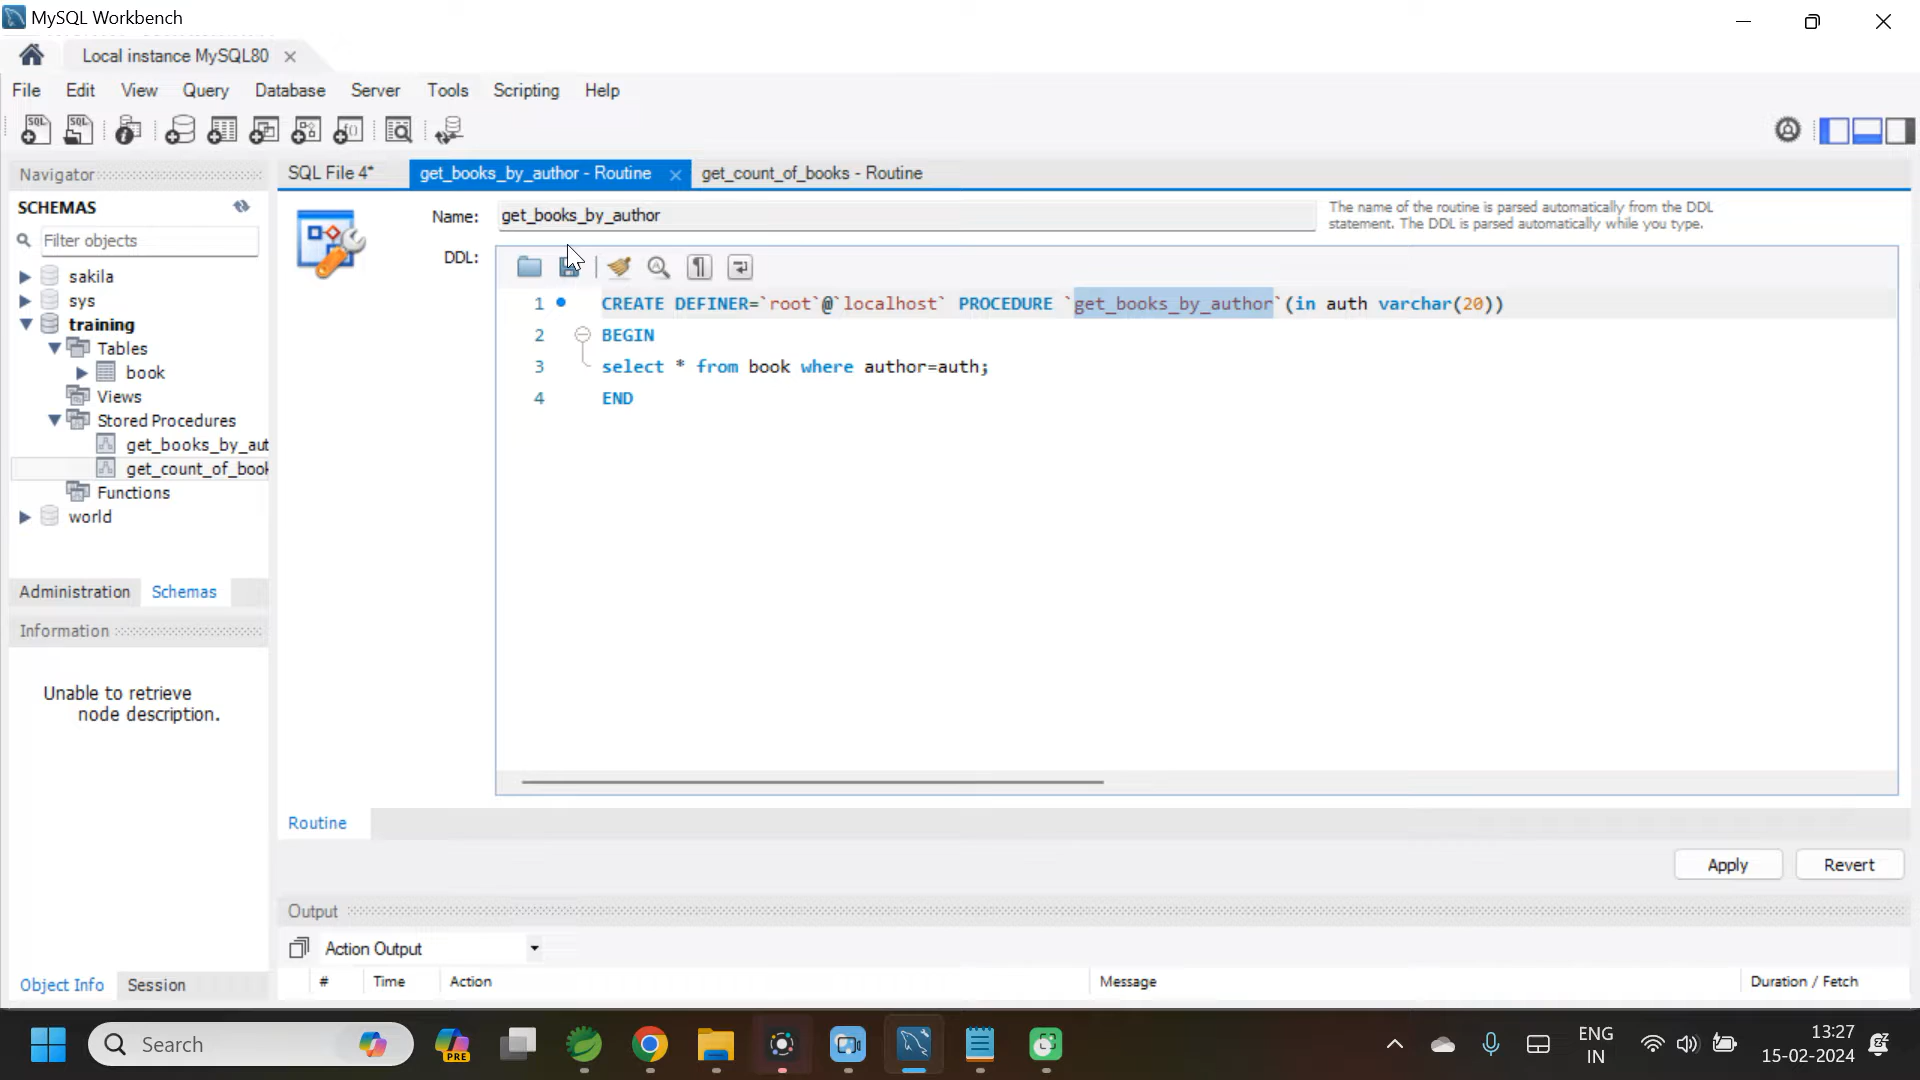 MySQL Workbench
Local instance MySQL80
File Edit View Query Database Server Tools Scripting Help
Navigator
SCHEMAS
Filter objects
sakila
sys
training
Tables
book
Views
Stored Procedures
get_books_by_aut
get_count_of_book
Functions
world
Administration Schemas
Information
Unable to retrieve
node description.
Object Info Session
SQL File 4* get_books_by_author - Routine get_count_of_books - Routine
Name: get_books_by_author
The name of the routine is parsed automatically from the DDL
statement. The DDL is parsed automatically while you type.
DDL:
1 CREATE DEFINER=`root`@`localhost` PROCEDURE `get_books_by_author`(in auth varchar(20))
2 BEGIN
3 select * from book where author=auth;
4 END
Routine
Apply Revert
Output
Action Output
# Time Action Message Duration / Fetch
Search
PRE
ENG
IN
13:27
15-02-2024